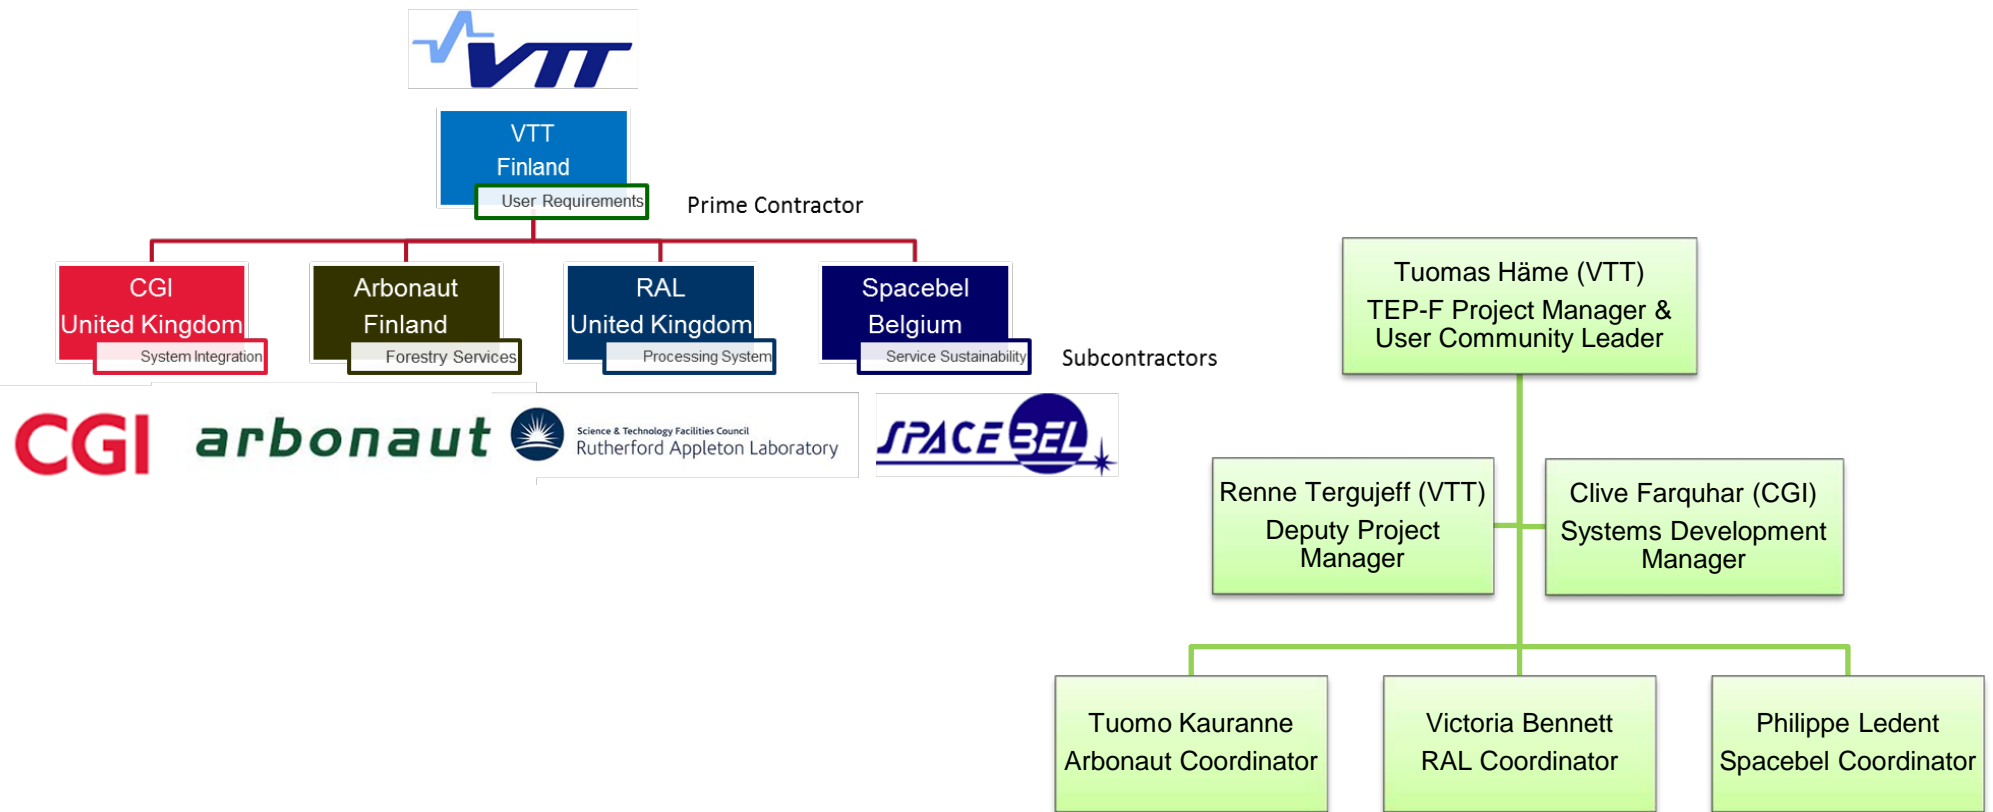 VTT
VTT
Finland
User Requirements
Prime Contractor
CGI
United Kingdom
System Integration
Arbonaut
Finland
Forestry Services
RAL
United Kingdom
Processing System
Spacebel
Belgium
Service Sustainability
Subcontractors
CGI
arbonaut
Science & Technology Facilities Council
Rutherford Appleton Laboratory
SPACEBEL
Tuomas Häme (VTT)
TEP-F Project Manager &
User Community Leader
Renne Tergujeff (VTT)
Deputy Project
Manager
Clive Farquhar (CGI)
Systems Development
Manager
Tuomo Kauranne
Arbonaut Coordinator
Victoria Bennett
RAL Coordinator
Philippe Ledent
Spacebel Coordinator